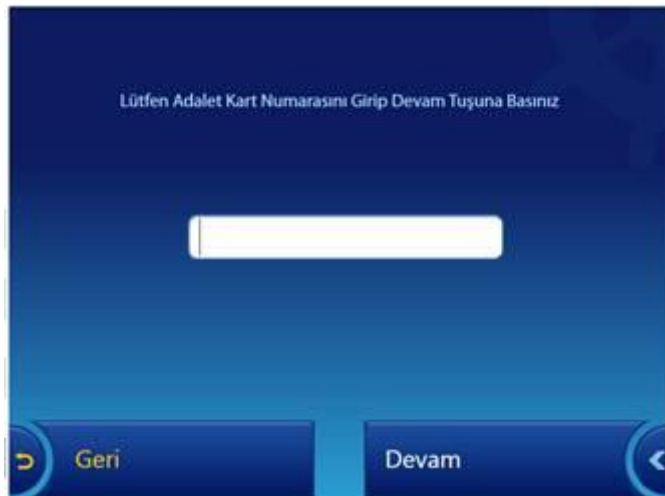 Lütfen Adalet Kart Numarasını Girip Devam Tuşuna Basınız
Geri
Devam